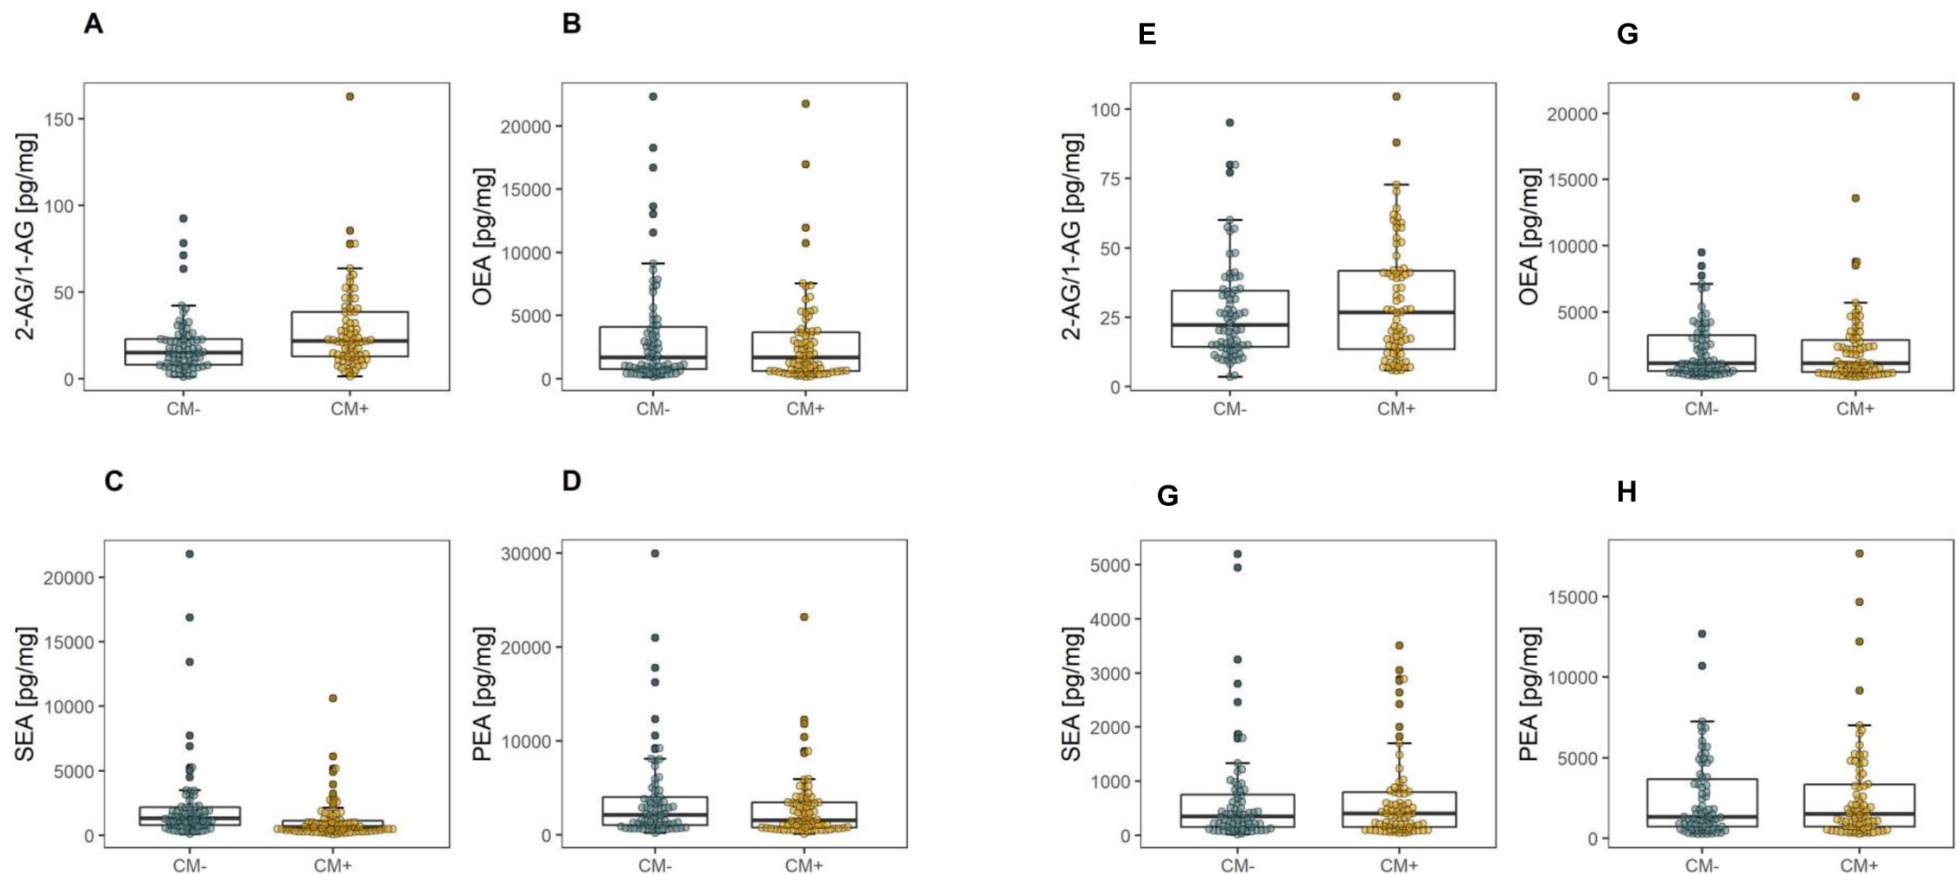 A
B
E
G
2-AG/1-AG [pg/mg]
150
100
50
0
CM-
CM+
OEA [pg/mg]
20000
15000
10000
5000
0
CM-
CM+
2-AG/1-AG [pg/mg]
100
75
50
25
0
CM-
CM+
OEA [pg/mg]
20000
15000
10000
5000
0
CM-
CM+
C
D
G
H
SEA [pg/mg]
20000
15000
10000
5000
0
CM-
CM+
PEA [pg/mg]
30000
20000
10000
0
CM-
CM+
SEA [pg/mg]
5000
4000
3000
2000
1000
0
CM-
CM+
PEA [pg/mg]
15000
10000
5000
0
CM-
CM+